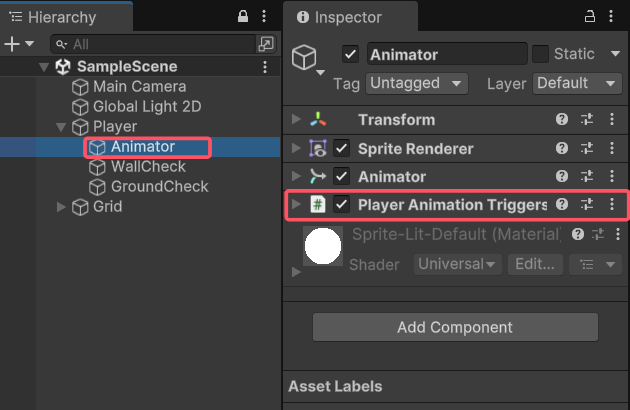 Hierarchy
All
SampleScene
Main Camera
Global Light 2D
Player
Animator
WallCheck
GroundCheck
Grid
Inspector
Animator
Static
Tag
Untagged
Layer
Default
Transform
Sprite Renderer
Animator
#
Player Animation Triggers
Sprite-Lit-Default (Material)
Shader
Universal
Edit...
Add Component
Asset Labels